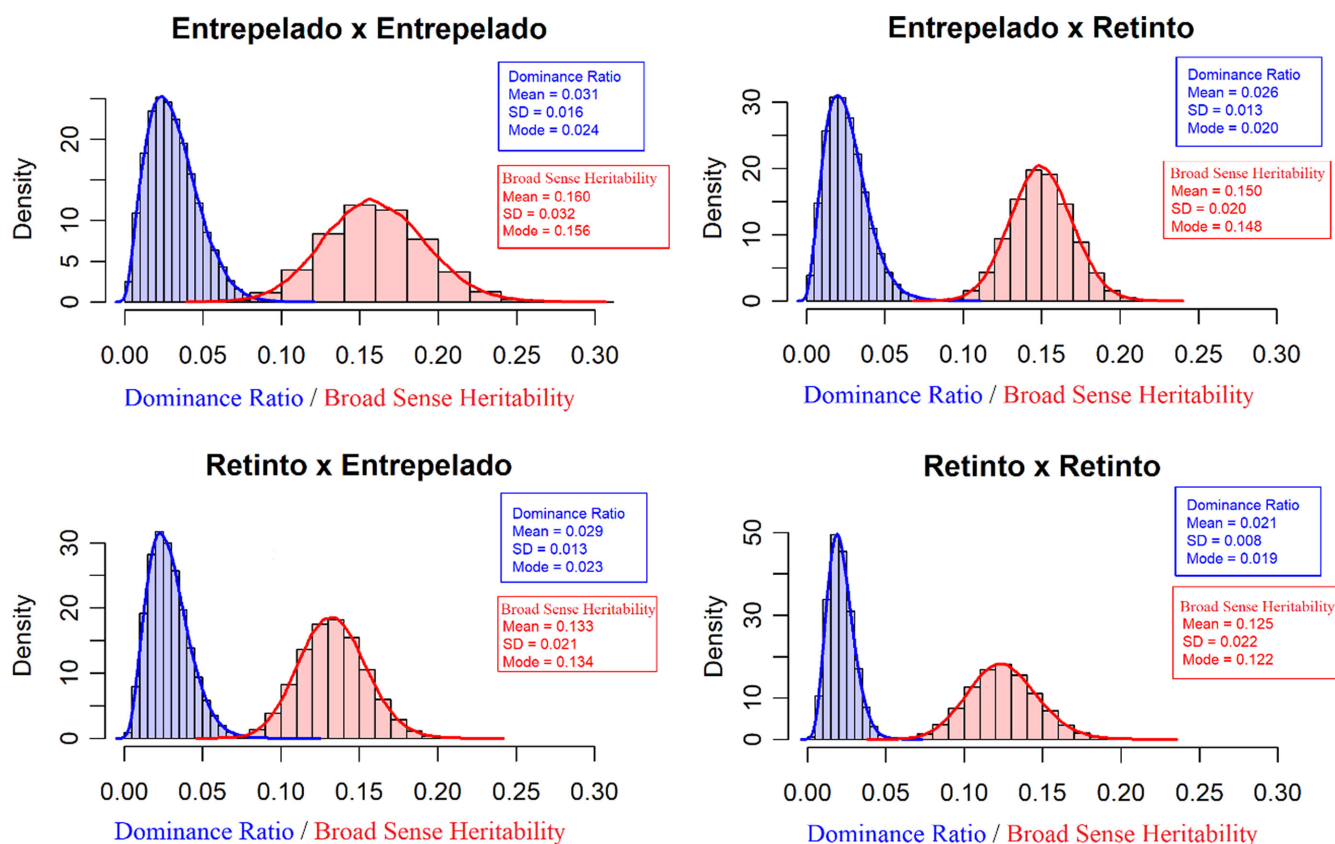 Entrepelado x Entrepelado
Dominance Ratio
Mean = 0.031
SD = 0.016
Mode = 0.024
Broad Sense Heritability
Mean = 0.160
SD = 0.032
Mode = 0.156
Density
0 5 10 20
0.00 0.05 0.10 0.15 0.20 0.25 0.30
Dominance Ratio / Broad Sense Heritability
Entrepelado x Retinto
Dominance Ratio
Mean = 0.026
SD = 0.013
Mode = 0.020
Broad Sense Heritability
Mean = 0.150
SD = 0.020
Mode = 0.148
Density
0 10 20 30
0.00 0.05 0.10 0.15 0.20 0.25 0.30
Dominance Ratio / Broad Sense Heritability
Retinto x Entrepelado
Dominance Ratio
Mean = 0.029
SD = 0.013
Mode = 0.023
Broad Sense Heritability
Mean = 0.133
SD = 0.021
Mode = 0.134
Density
0 10 20 30
0.00 0.05 0.10 0.15 0.20 0.25 0.30
Dominance Ratio / Broad Sense Heritability
Retinto x Retinto
Dominance Ratio
Mean = 0.021
SD = 0.008
Mode = 0.019
Broad Sense Heritability
Mean = 0.125
SD = 0.022
Mode = 0.122
Density
0 10 30 50
0.00 0.05 0.10 0.15 0.20 0.25 0.30
Dominance Ratio / Broad Sense Heritability